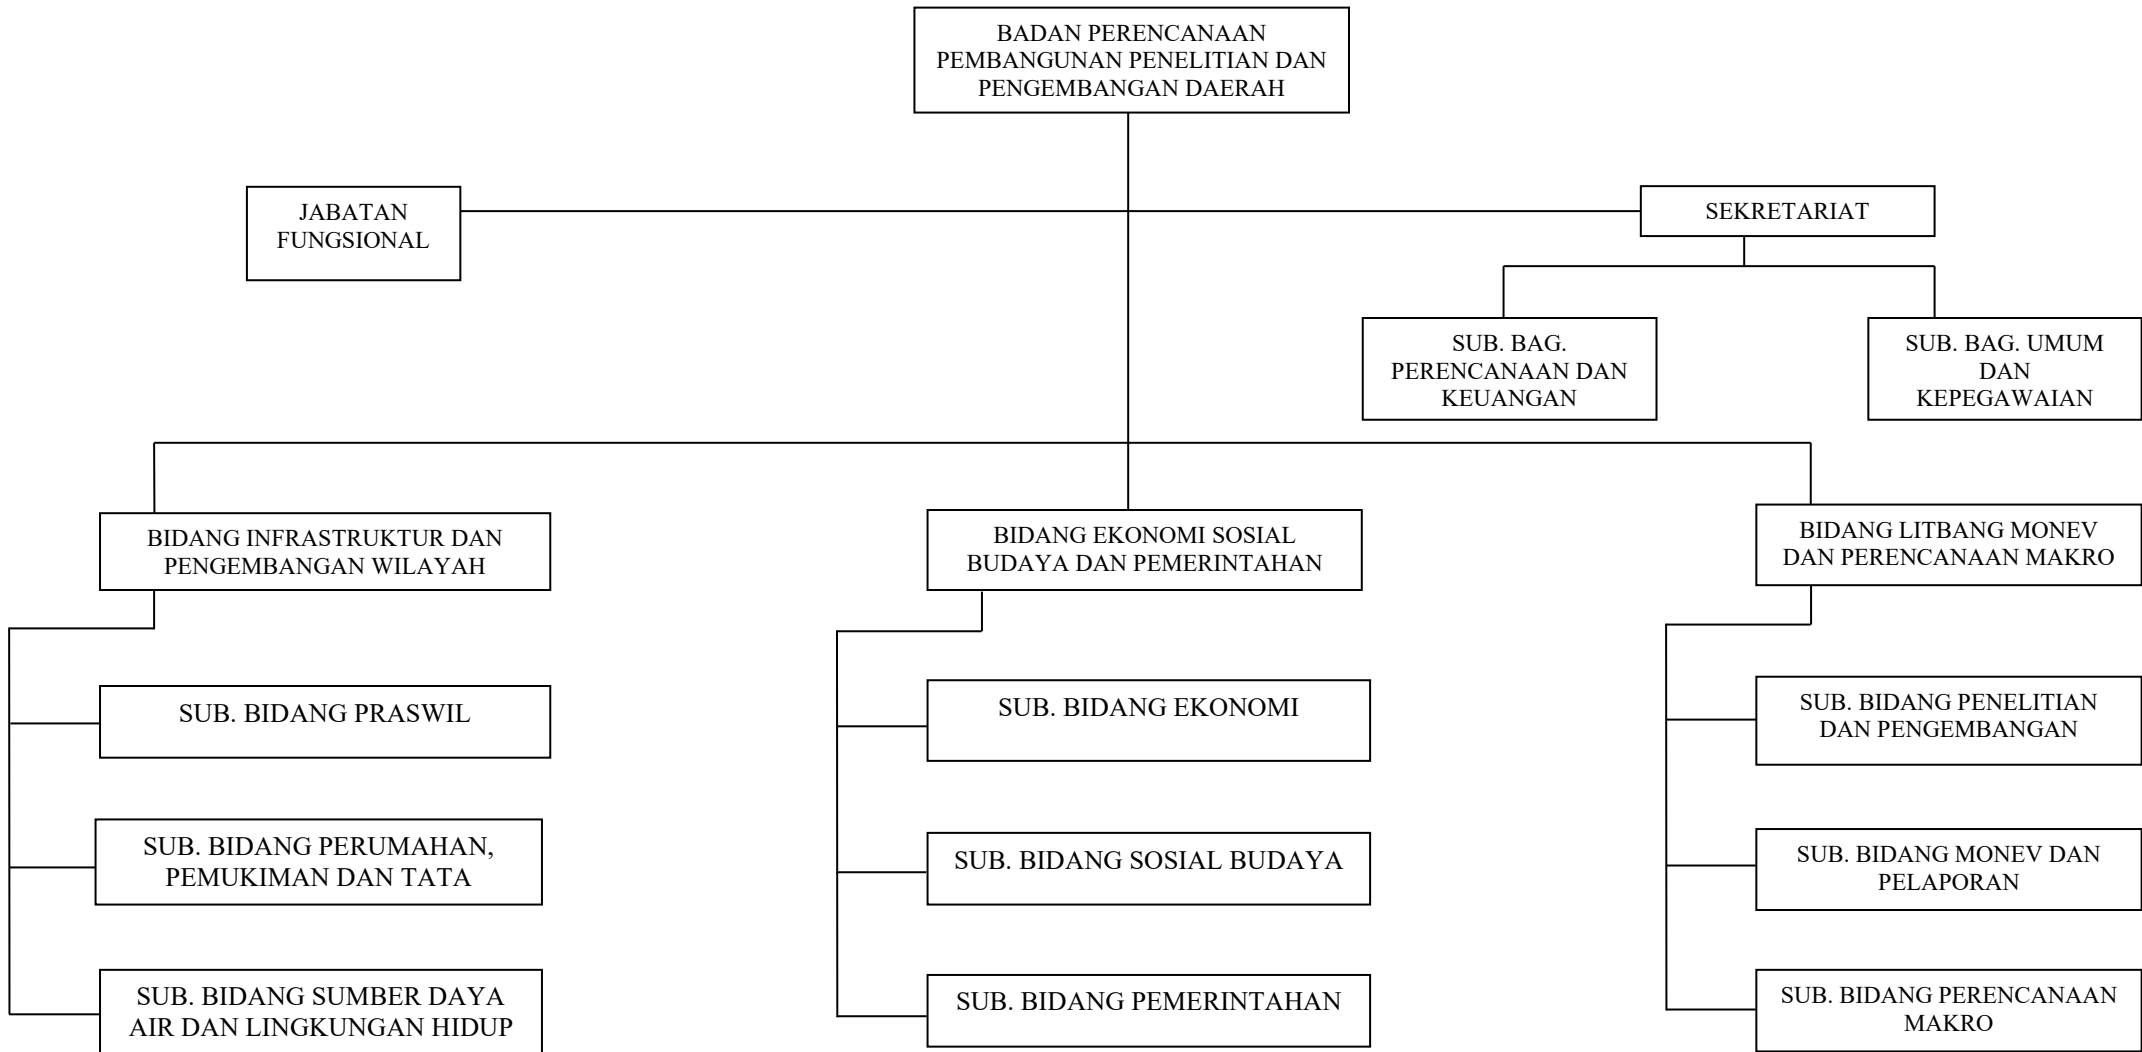 BADAN PERENCANAAN
PEMBANGUNAN PENELITIAN DAN
PENGEMBANGAN DAERAH
JABATAN
FUNGSIONAL
SEKRETARIAT
SUB. BAG.
PERENCANAAN DAN
KEUANGAN
SUB. BAG. UMUM
DAN
KEPEGAWAIAN
BIDANG INFRASTRUKTUR DAN
PENGEMBANGAN WILAYAH
BIDANG EKONOMI SOSIAL
BUDAYA DAN PEMERINTAHAN
BIDANG LITBANG MONEV
DAN PERENCANAAN MAKRO
SUB. BIDANG PRASWIL
SUB. BIDANG PERUMAHAN,
PEMUKIMAN DAN TATA
SUB. BIDANG SUMBER DAYA
AIR DAN LINGKUNGAN HIDUP
SUB. BIDANG EKONOMI
SUB. BIDANG SOSIAL BUDAYA
SUB. BIDANG PEMERINTAHAN
SUB. BIDANG PENELITIAN
DAN PENGEMBANGAN
SUB. BIDANG MONEV DAN
PELAPORAN
SUB. BIDANG PERENCANAAN
MAKRO